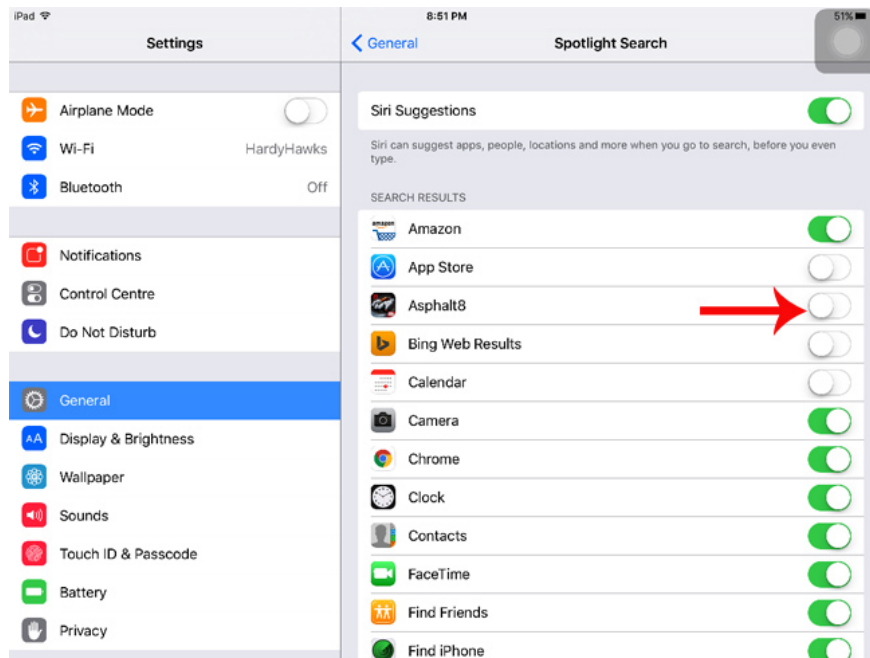 iPad 8:51 PM 51%
Settings
General Spotlight Search
Airplane Mode
Wi-Fi HardyHawks
Bluetooth Off
Notifications
Control Centre
Do Not Disturb
General
AA Display & Brightness
Wallpaper
Sounds
Touch ID & Passcode
Battery
Privacy
Siri Suggestions
Siri can suggest apps, people, locations and more when you go to search, before you even
type.
SEARCH RESULTS
amazon Amazon
App Store
Asphalt8
Bing Web Results
Calendar
Camera
Chrome
Clock
Contacts
FaceTime
Find Friends
Find iPhone